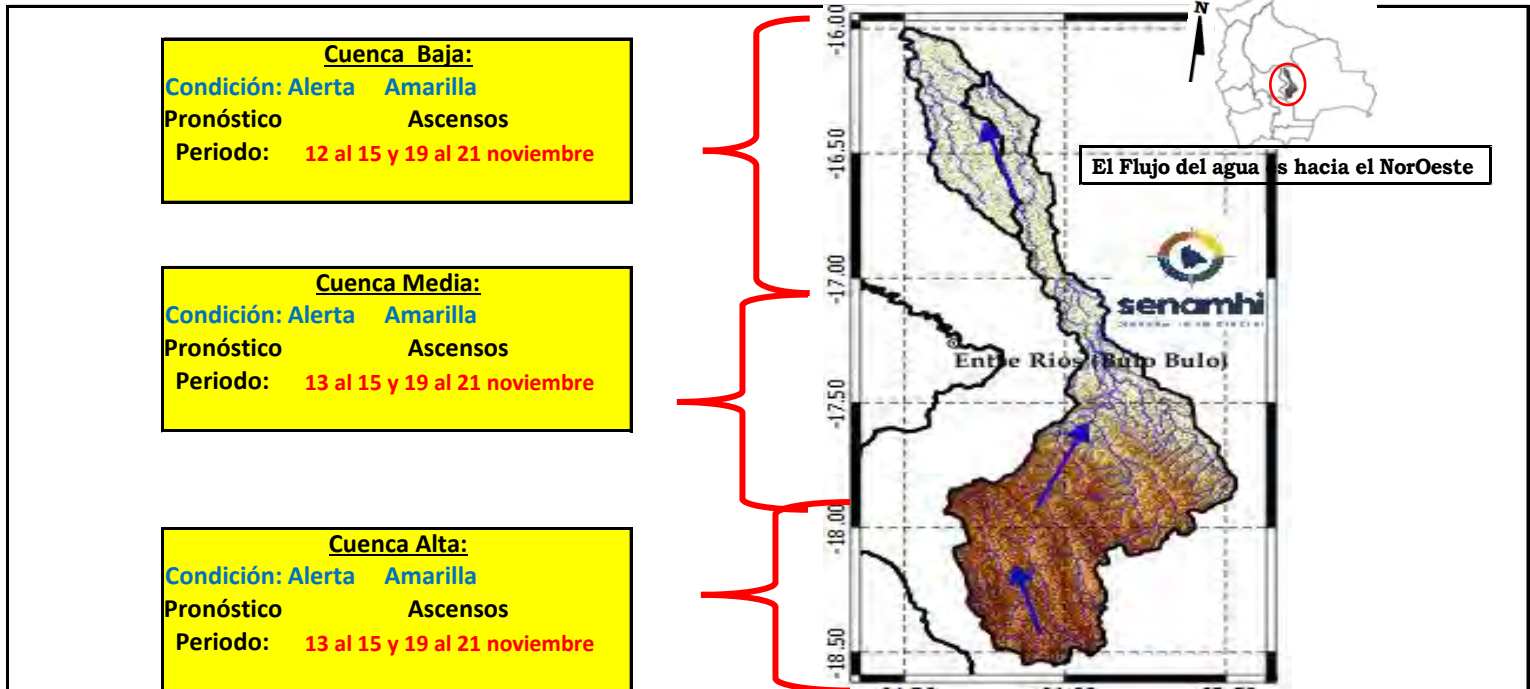 Cuenca Baja:
Condición: Alerta Amarilla
Pronóstico Ascensos
Periodo: 12 al 15 y 19 al 21 noviembre
Cuenca Media:
Condición: Alerta Amarilla
Pronóstico Ascensos
Periodo: 13 al 15 y 19 al 21 noviembre
Cuenca Alta:
Condición: Alerta Amarilla
Pronóstico Ascensos
Periodo: 13 al 15 y 19 al 21 noviembre
N
El Flujo del agua es hacia el NorOeste
senamhi
Entre Rios (Bulo Bulo)
-16.00
-16.50
-17.00
-17.50
-18.00
-18.50